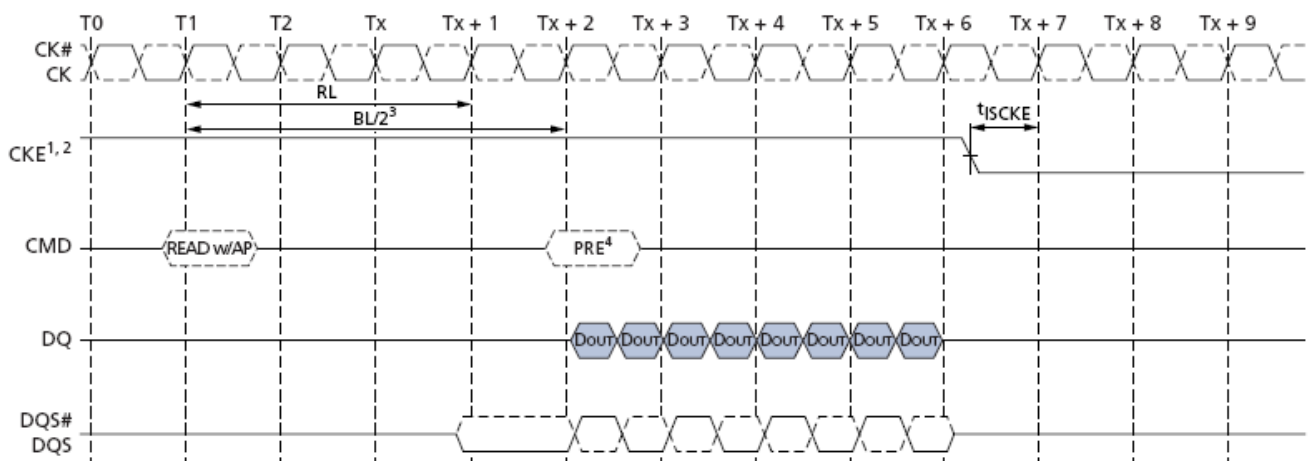 T0 T1 T2 Tx Tx + 1 Tx + 2 Tx + 3 Tx + 4 Tx + 5 Tx + 6 Tx + 7 Tx + 8 Tx + 9
CK#
CK
RL
BL/2³
tISCKE
CKE¹, ²
CMD READ w/AP PRE⁴
DQ DOUT DOUT DOUT DOUT DOUT DOUT DOUT DOUT
DQS#
DQS